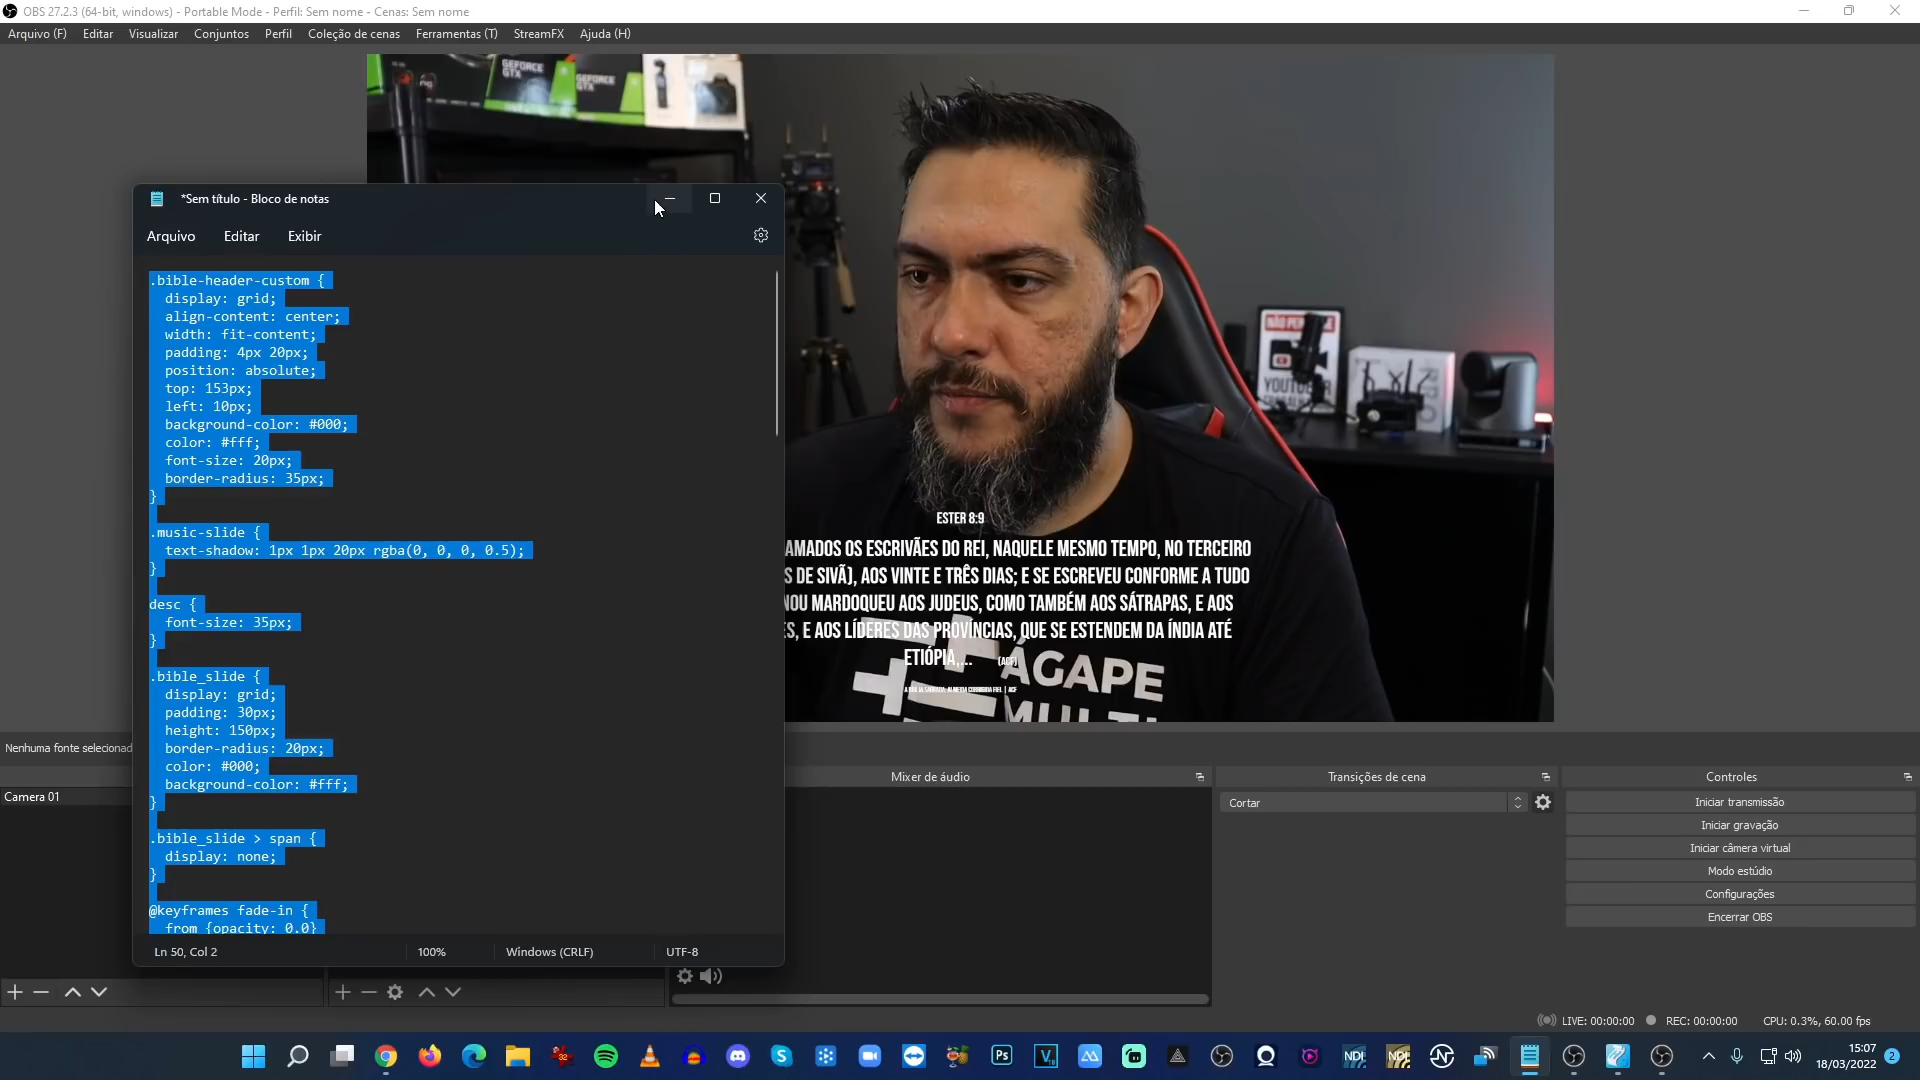 OBS 27.2.3 (64-bit, windows) - Portable Mode - Perfil: Sem nome - Cenas: Sem nome
Arquivo (F) Editar Visualizar Conjuntos Perfil Coleção de cenas Ferramentas (T) StreamFX Ajuda (H)
GEFORCE GTX
GEFORCE GTX
*Sem título - Bloco de notas
Arquivo Editar Exibir
.bible-header-custom {
display: grid;
align-content: center;
width: fit-content;
padding: 4px 20px;
position: absolute;
top: 153px;
left: 10px;
background-color: #000;
color: #fff;
font-size: 20px;
border-radius: 35px;
}
.music-slide {
text-shadow: 1px 1px 20px rgba(0, 0, 0, 0.5);
}
desc {
font-size: 35px;
}
.bible_slide {
display: grid;
padding: 30px;
height: 150px;
border-radius: 20px;
color: #000;
background-color: #fff;
}
.bible_slide > span {
display: none;
}
@keyframes fade-in {
from {opacity: 0.0}
Ln 50, Col 2 100% Windows (CRLF) UTF-8
ESTER 8:9
AMADOS OS ESCRIVÃES DO REI, NAQUELE MESMO TEMPO, NO TERCEIRO
S DE SIVÃ), AOS VINTE E TRÊS DIAS; E SE ESCREVEU CONFORME A TUDO
NOU MARDOQUEU AOS JUDEUS, COMO TAMBÉM AOS SÁTRAPAS, E AOS
S, E AOS LÍDERES DAS PROVÍNCIAS, QUE SE ESTENDEM DA ÍNDIA ATÉ
ETIÓPIA,... (ACF)
ÁGAPE
MULTI
Nenhuma fonte selecionad
Camera 01
Mixer de áudio
Transições de cena
Cortar
Controles
Iniciar transmissão
Iniciar gravação
Iniciar câmera virtual
Modo estúdio
Configurações
Encerrar OBS
LIVE: 00:00:00 REC: 00:00:00 CPU: 0.3%, 60.00 fps
Ps
NDI
NDI
15:07
18/03/2022
2